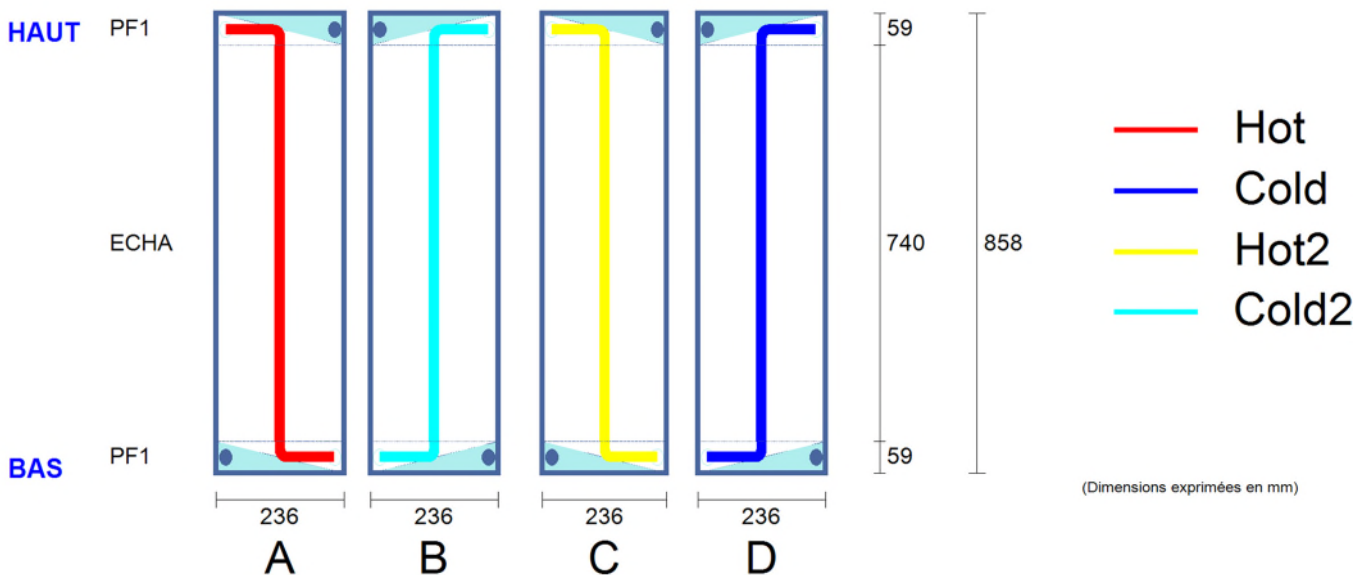 HAUT PF1 59
Hot
Cold
ECHA 740 858
Hot2
Cold2
BAS PF1 59
(Dimensions exprimées en mm)
236 236 236 236
A B C D